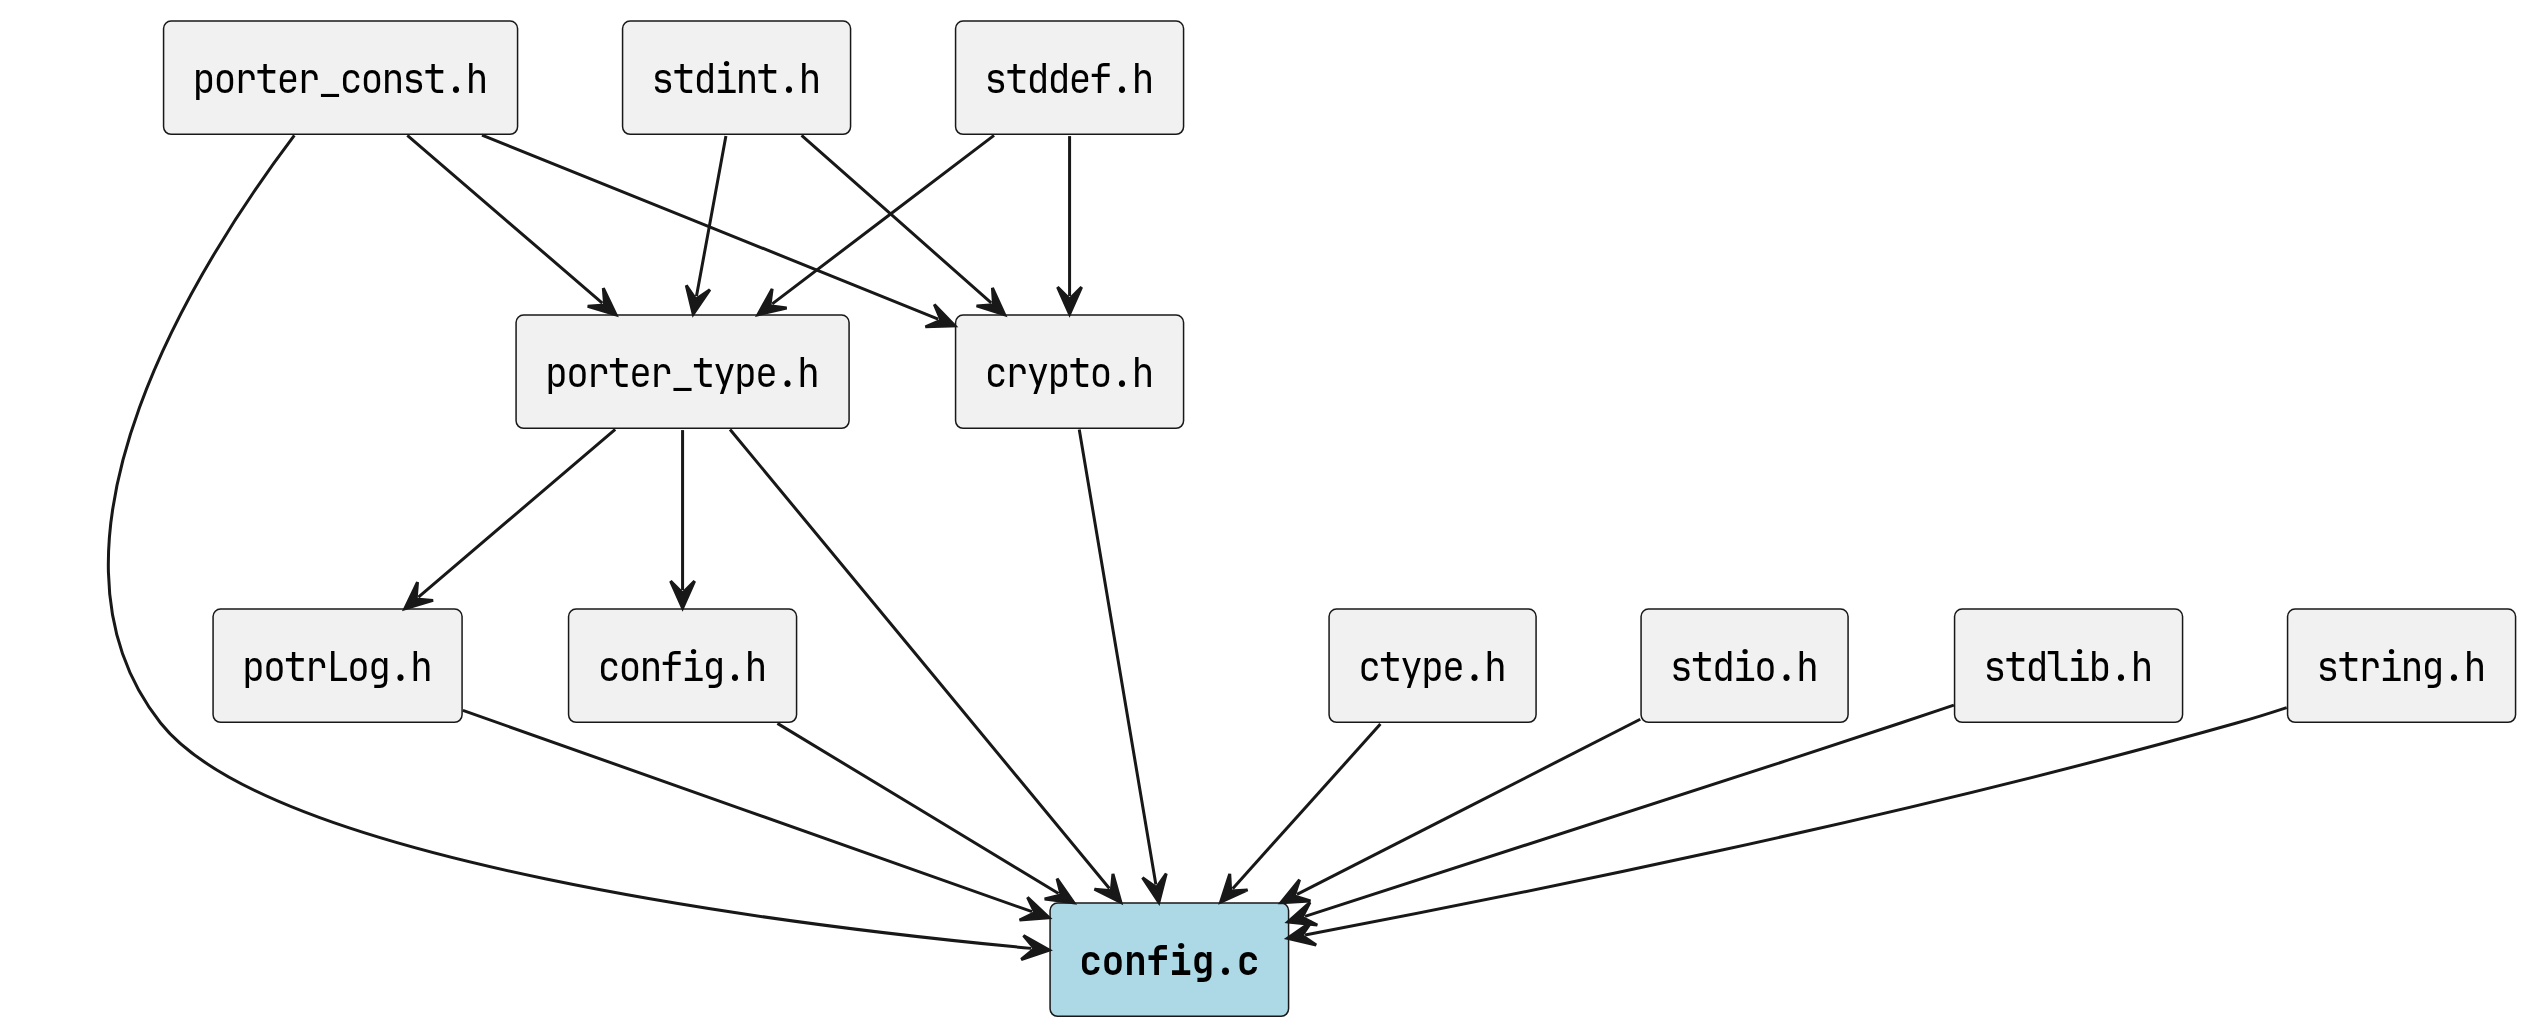 porter_const.h
stdint.h
stddef.h
porter_type.h
crypto.h
potrLog.h
config.h
ctype.h
stdio.h
stdlib.h
string.h
config.c